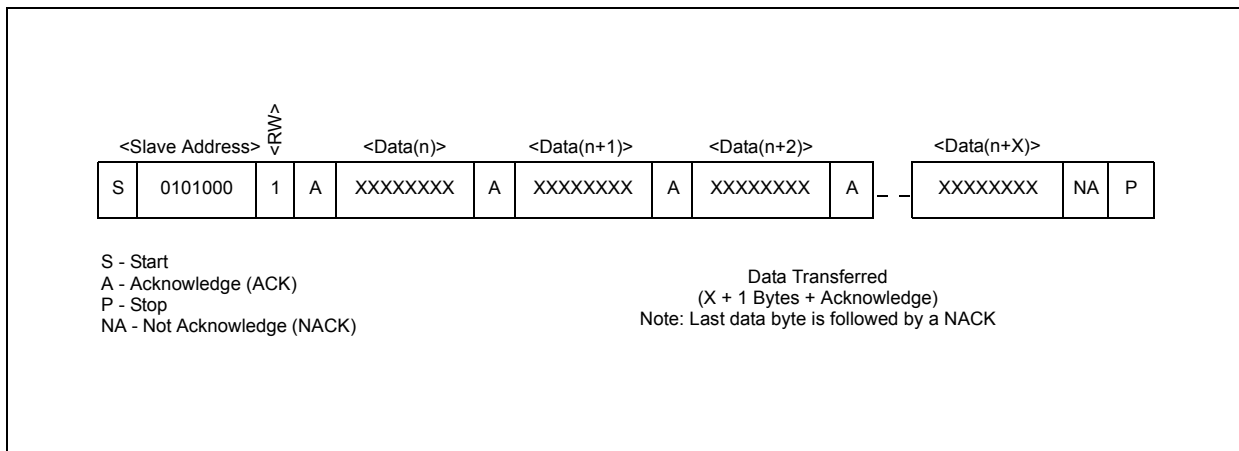 <Slave Address> <RW> <Data(n)> <Data(n+1)> <Data(n+2)> <Data(n+X)>
S 0101000 1 A XXXXXXXX A XXXXXXXX A XXXXXXXX A XXXXXXXX NA P
S - Start
A - Acknowledge (ACK)
P - Stop
NA - Not Acknowledge (NACK)
Data Transferred
(X + 1 Bytes + Acknowledge)
Note: Last data byte is followed by a NACK